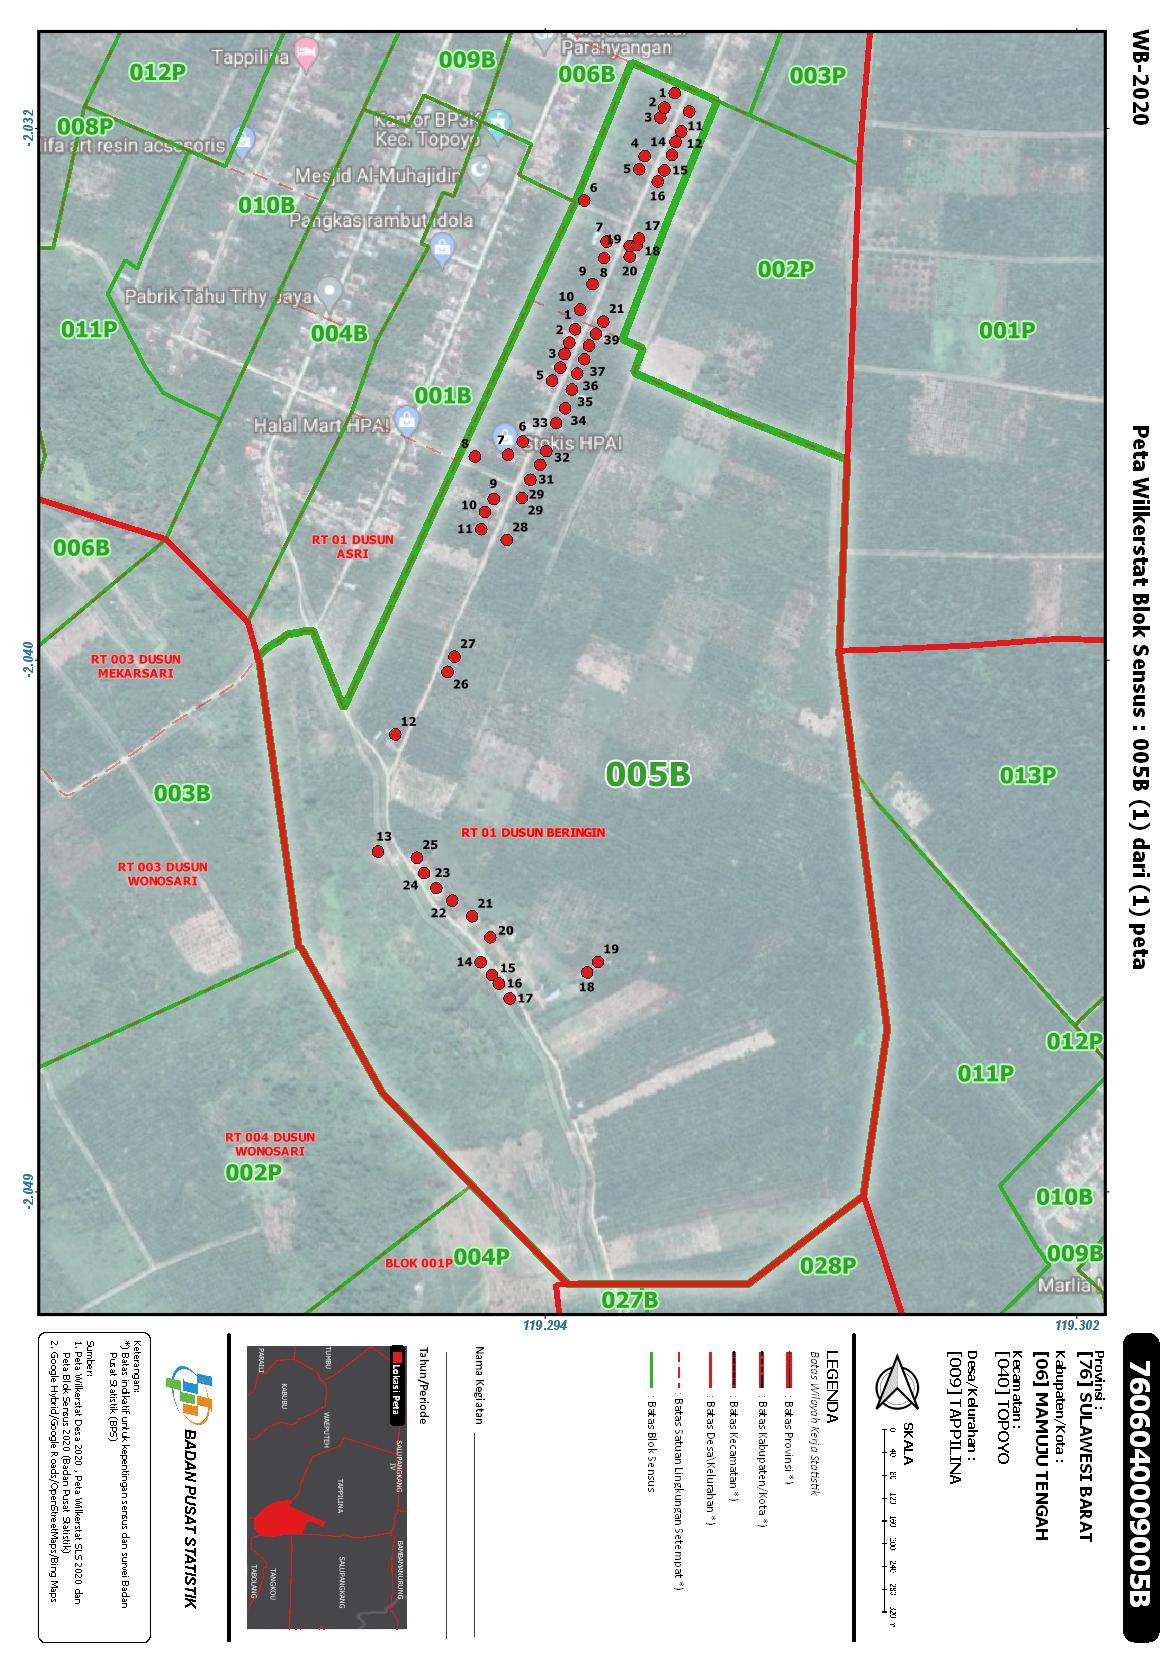 WB-2020
Peta Wilkerstat Blok Sensus : 005B (1) dari (1) peta
7606040009005B
Provinsi :
[76] SULAWESI BARAT
Kabupaten/Kota :
[06] MAMUJU TENGAH
Kecamatan :
[040] TOPOYO
Desa/Kelurahan :
[009] TAPPILINA
SKALA
0 40 80 120 160 200 240 280 320 m
LEGENDA
Batas Wilayah Kerja Statistik
: Batas Provinsi *)
: Batas Kabupaten/Kota *)
: Batas Kecamatan *)
: Batas Desa\Kelurahan *)
: Batas Satuan Lingkungan Setempat *)
: Batas Blok Sensus
Nama Kegiatan
Tahun/Periode
Lokasi Peta
TUMBU
PARAILI
KABUBU
WAEPUTEH
SALUPANGKANG
IV
TAPPILINA
BAMBAMANURUNG
SALUPANGKANG
TANGKOU
TABOLANG
BADAN PUSAT STATISTIK
Keterangan:
*) Batas indikatif untuk kepentingan sensus dan survei Badan
Pusat Statistik (BPS)
Sumber:
1. Peta Wilkerstat Desa 2020 , Peta Wilkerstat SLS 2020 dan
Peta Blok Sensus 2020 (Badan Pusat Statistik)
2. Google Hybrid/Google Roads/OpenStreetMaps/Bing Maps
-2.032
-2.040
-2.049
119.294
119.302
012P
Tappilina
009B
006B
Parahyangan
003P
008P
lifa art resin acsesoris
Kantor BPSK
Kec. Topoyo
Mesjid Al-Muhajidin
010B
Pangkas rambut idola
002P
Pabrik Tahu Trhy Jaya
011P
004B
001P
001B
Halal Mart HPAI
Stokis HPAI
006B
RT 01 DUSUN
ASRI
RT 003 DUSUN
MEKARSARI
003B
RT 003 DUSUN
WONOSARI
005B
RT 01 DUSUN BERINGIN
013P
012P
011P
RT 004 DUSUN
WONOSARI
002P
010B
009B
BLOK 001P
004P
028P
027B
Marlia M
1
2
3
11
14
12
4
5
15
16
6
7
19
17
18
8
20
9
10
21
1
2
39
3
5
37
36
35
33
34
6
7
8
32
31
9
29
10
29
11
28
27
26
12
13
25
24
23
22
21
20
14
15
16
17
19
18